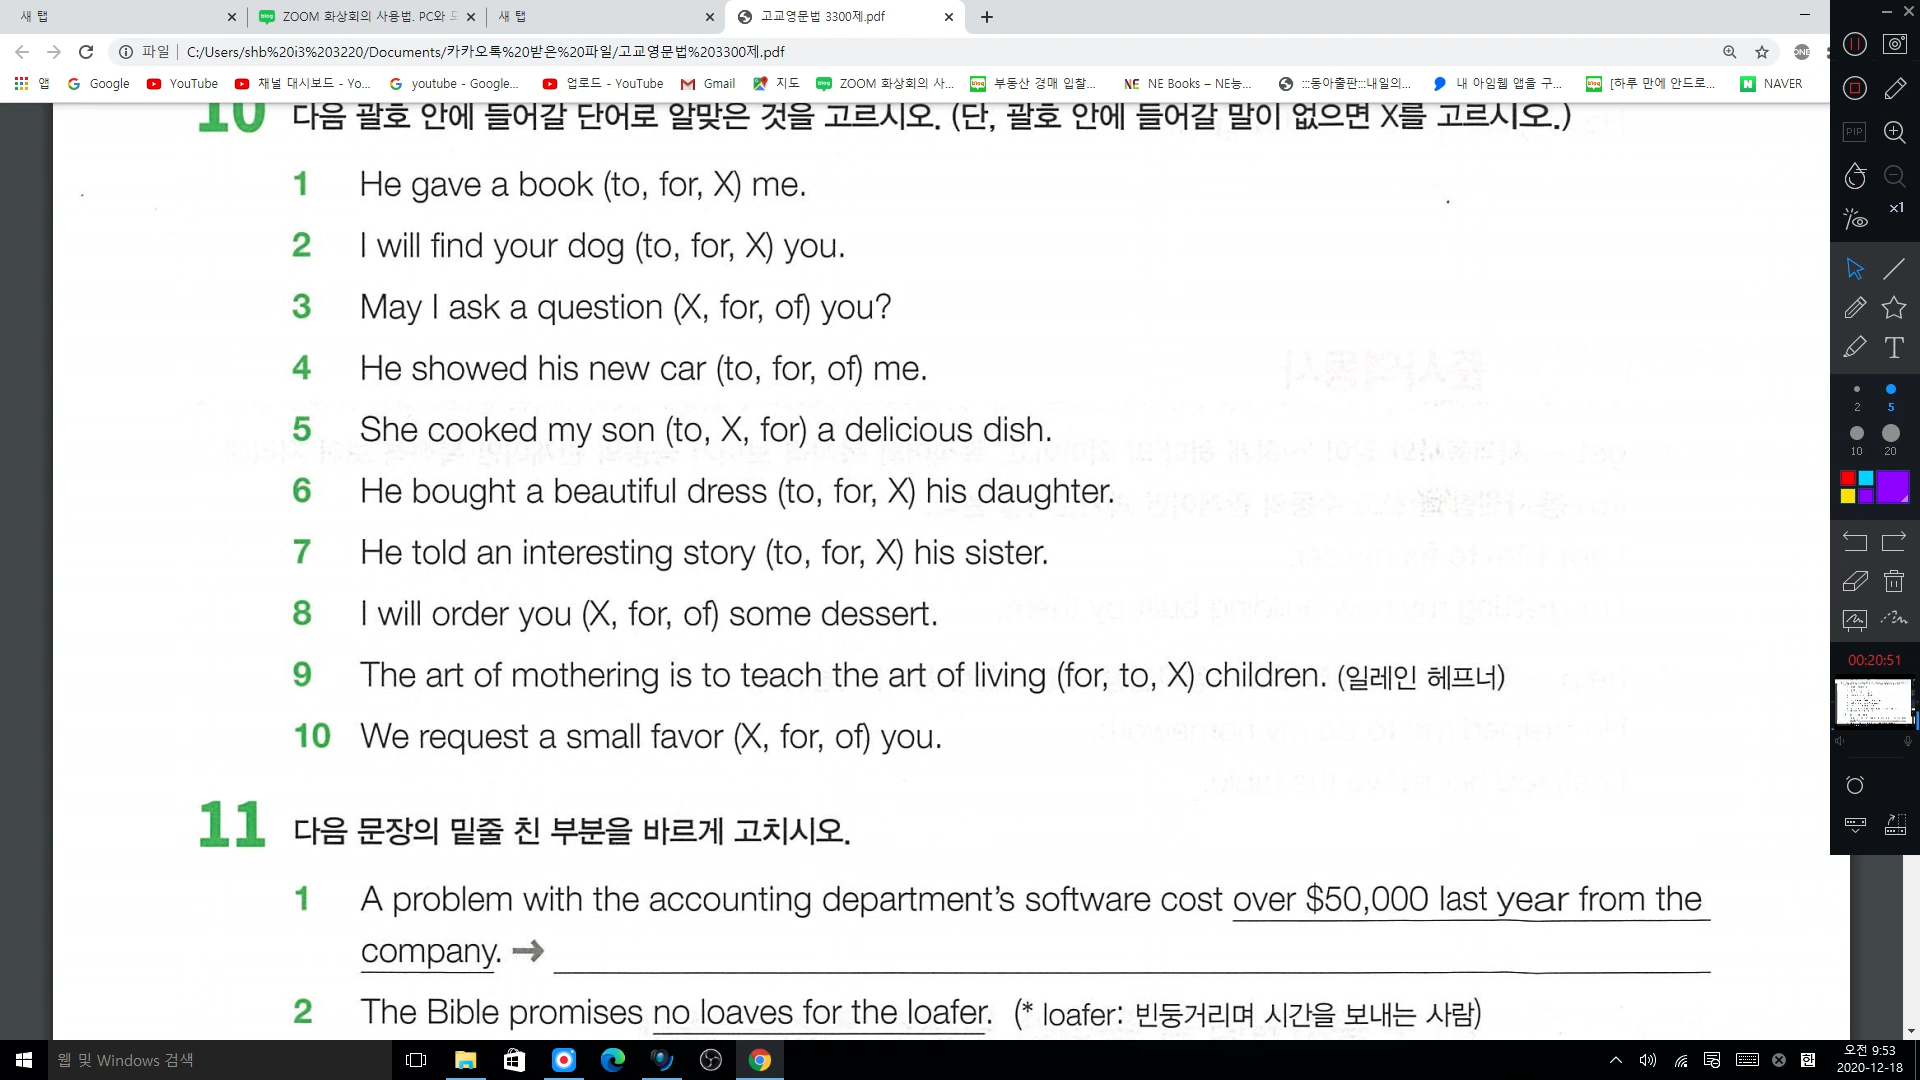 새 탭
ZOOM 화상회의 사용법. PC와 모
새 탭
고교영문법 3300제.pdf
파일 | C:/Users/shb%20i3%203220/Documents/카카오톡%20받은%20파일/고교영문법%203300제.pdf
앱 Google YouTube 채널 대시보드 - Yo... youtube - Google... 업로드 - YouTube Gmail 지도 ZOOM 화상회의 사... 부동산 경매 입찰... NE Books – NE능... :::동아출판:::내일의... 내 아임웹 앱을 구... [하루 만에 안드로... NAVER
10 다음 괄호 안에 들어갈 단어로 알맞은 것을 고르시오. (단, 괄호 안에 들어갈 말이 없으면 X를 고르시오.)
1 He gave a book (to, for, X) me.
2 I will find your dog (to, for, X) you.
3 May I ask a question (X, for, of) you?
4 He showed his new car (to, for, of) me.
5 She cooked my son (to, X, for) a delicious dish.
6 He bought a beautiful dress (to, for, X) his daughter.
7 He told an interesting story (to, for, X) his sister.
8 I will order you (X, for, of) some dessert.
9 The art of mothering is to teach the art of living (for, to, X) children. (일레인 헤프너)
10 We request a small favor (X, for, of) you.
11 다음 문장의 밑줄 친 부분을 바르게 고치시오.
1 A problem with the accounting department's software cost over $50,000 last year from the
company. →
2 The Bible promises no loaves for the loafer. (* loafer: 빈둥거리며 시간을 보내는 사람)
PIP
x1
T
2 5
10 20
00:20:51
웹 및 Windows 검색
한
오전 9:53
2020-12-18